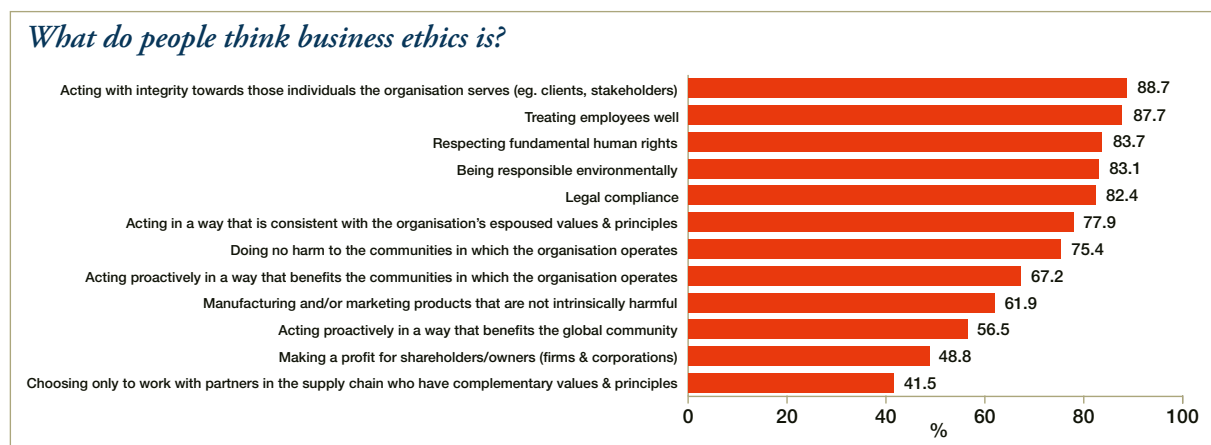 What do people think business ethics is?
Acting with integrity towards those individuals the organisation serves (eg. clients, stakeholders) 88.7
Treating employees well 87.7
Respecting fundamental human rights 83.7
Being responsible environmentally 83.1
Legal compliance 82.4
Acting in a way that is consistent with the organisation's espoused values & principles 77.9
Doing no harm to the communities in which the organisation operates 75.4
Acting proactively in a way that benefits the communities in which the organisation operates 67.2
Manufacturing and/or marketing products that are not intrinsically harmful 61.9
Acting proactively in a way that benefits the global community 56.5
Making a profit for shareholders/owners (firms & corporations) 48.8
Choosing only to work with partners in the supply chain who have complementary values & principles 41.5
0 20 40 60 80 100
%